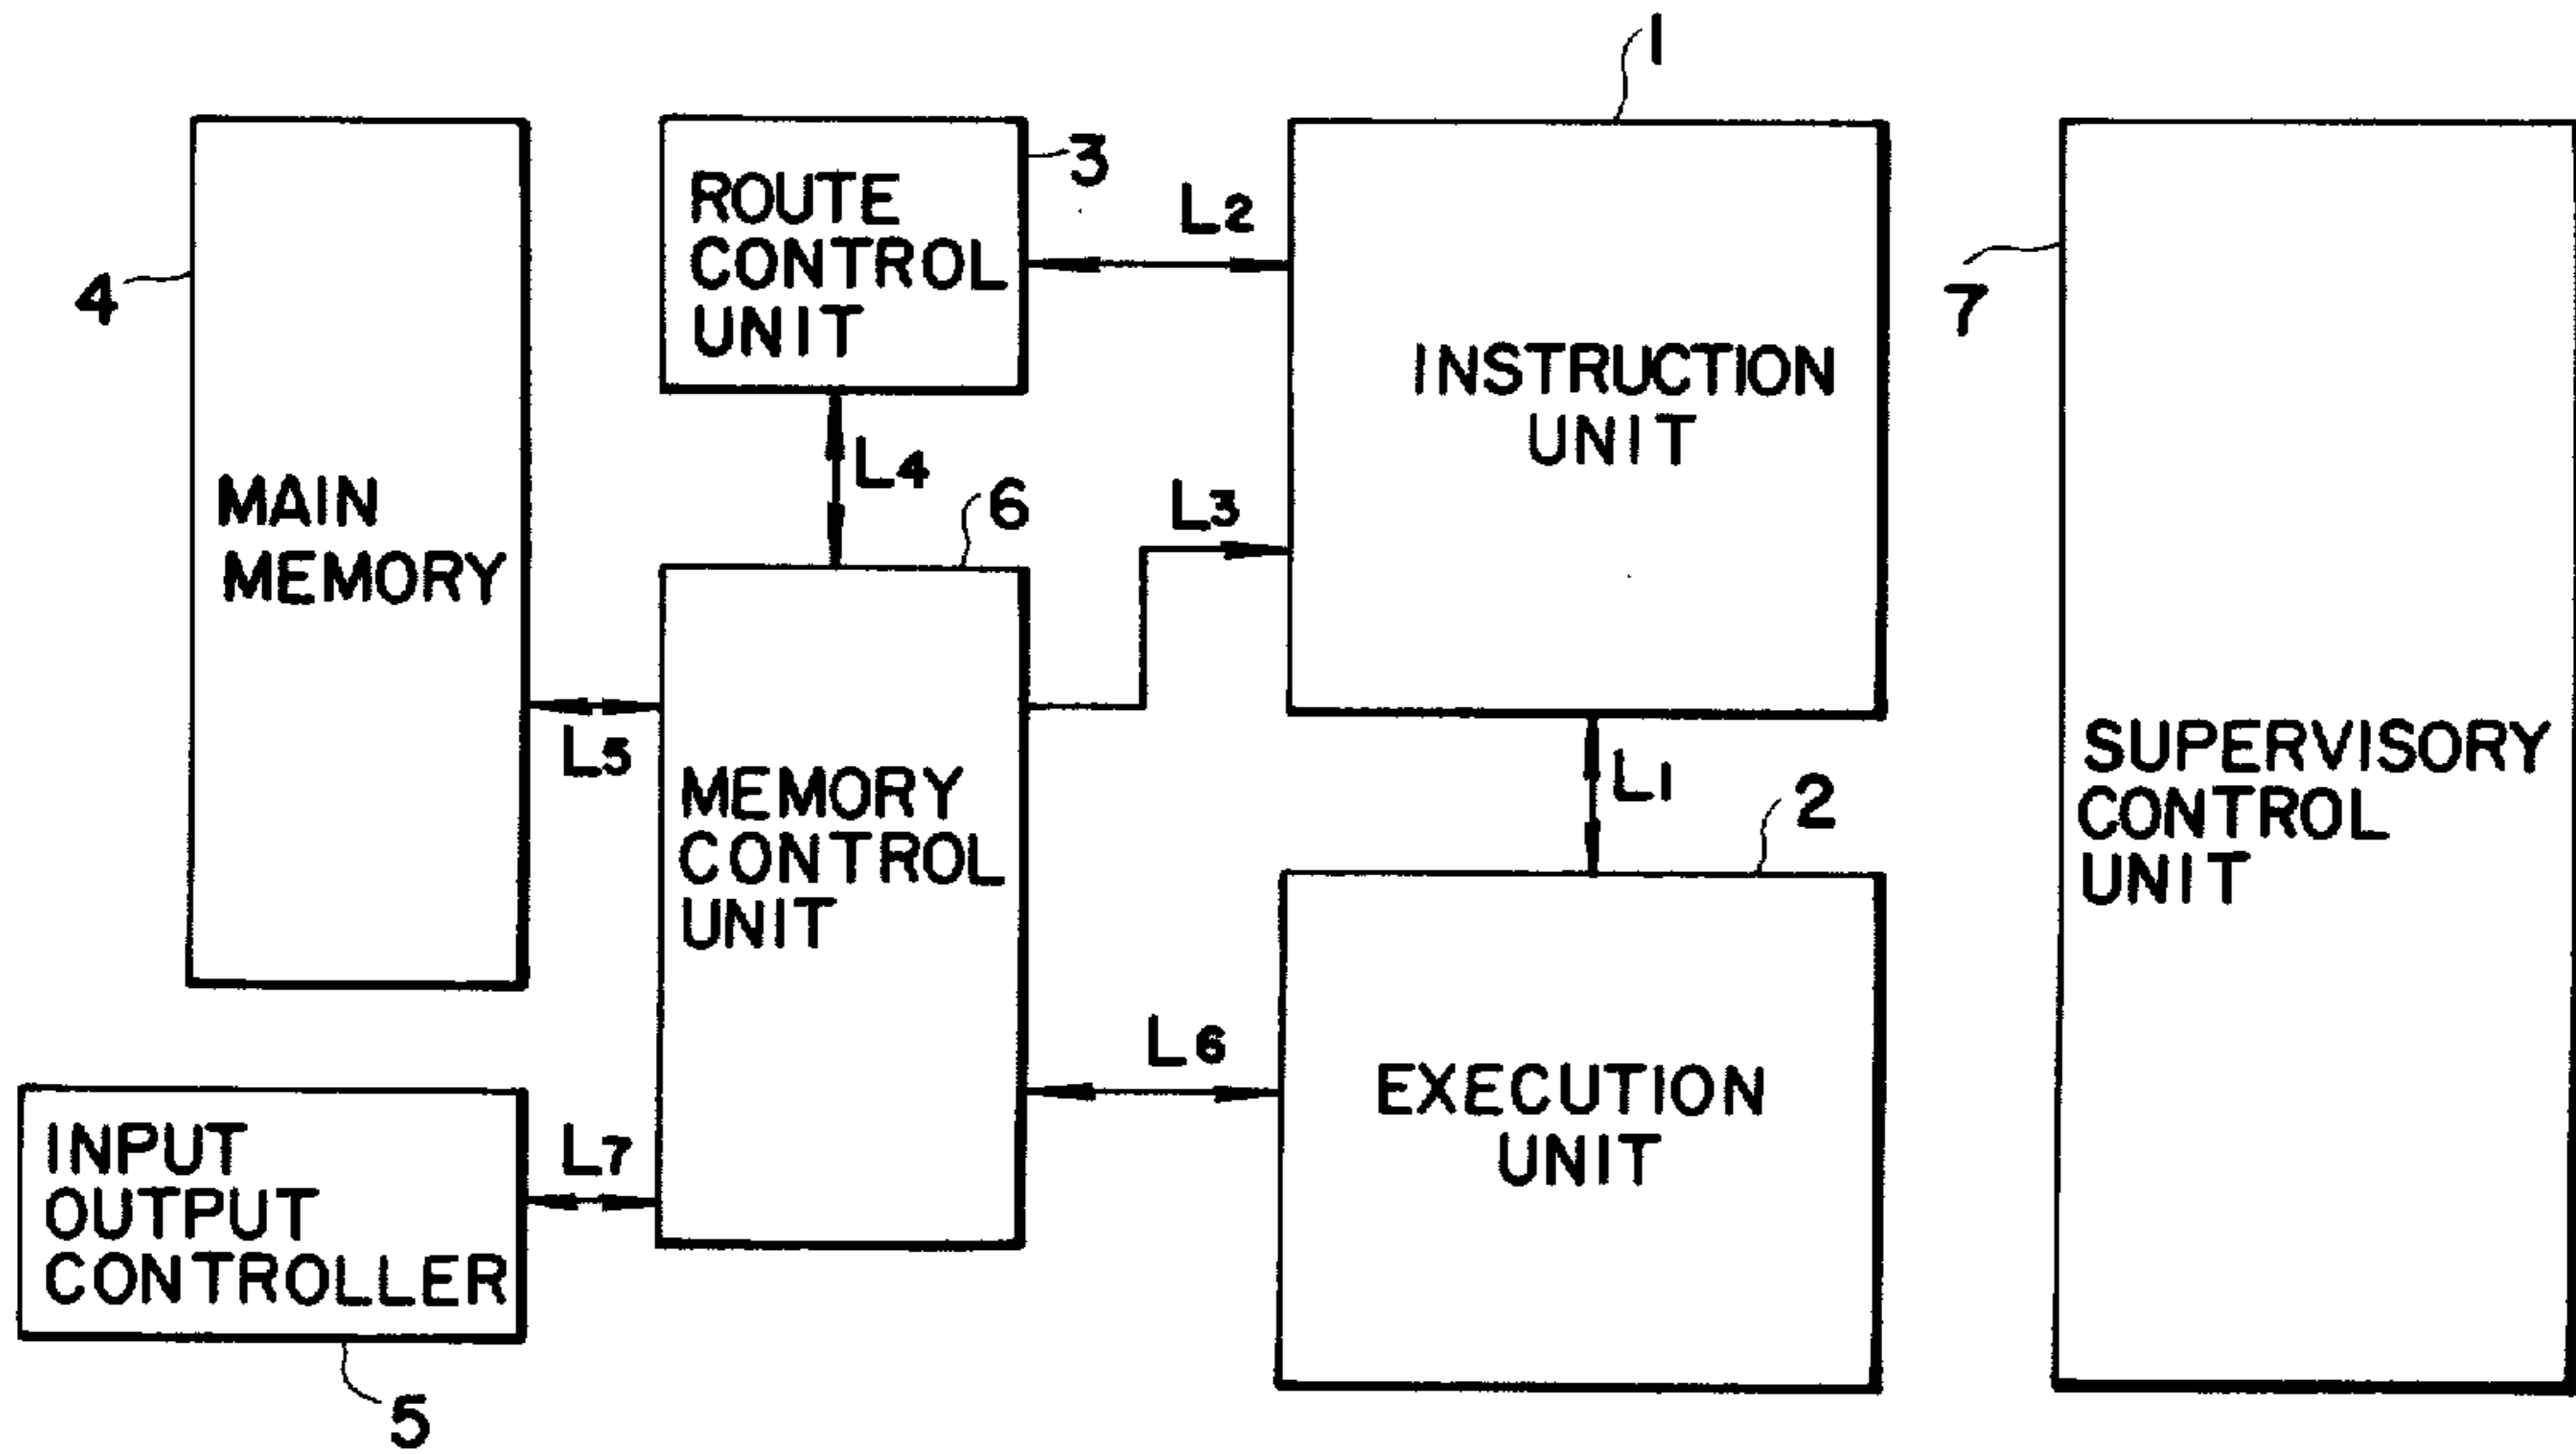 1
3
ROUTE
CONTROL
UNIT
L2
4
7
INSTRUCTION
UNIT
L4
L3
6
MAIN
MEMORY
L5
L1
2
MEMORY
CONTROL
UNIT
SUPERVISORY
CONTROL
UNIT
L6
EXECUTION
UNIT
L7
INPUT
OUTPUT
CONTROLLER
5